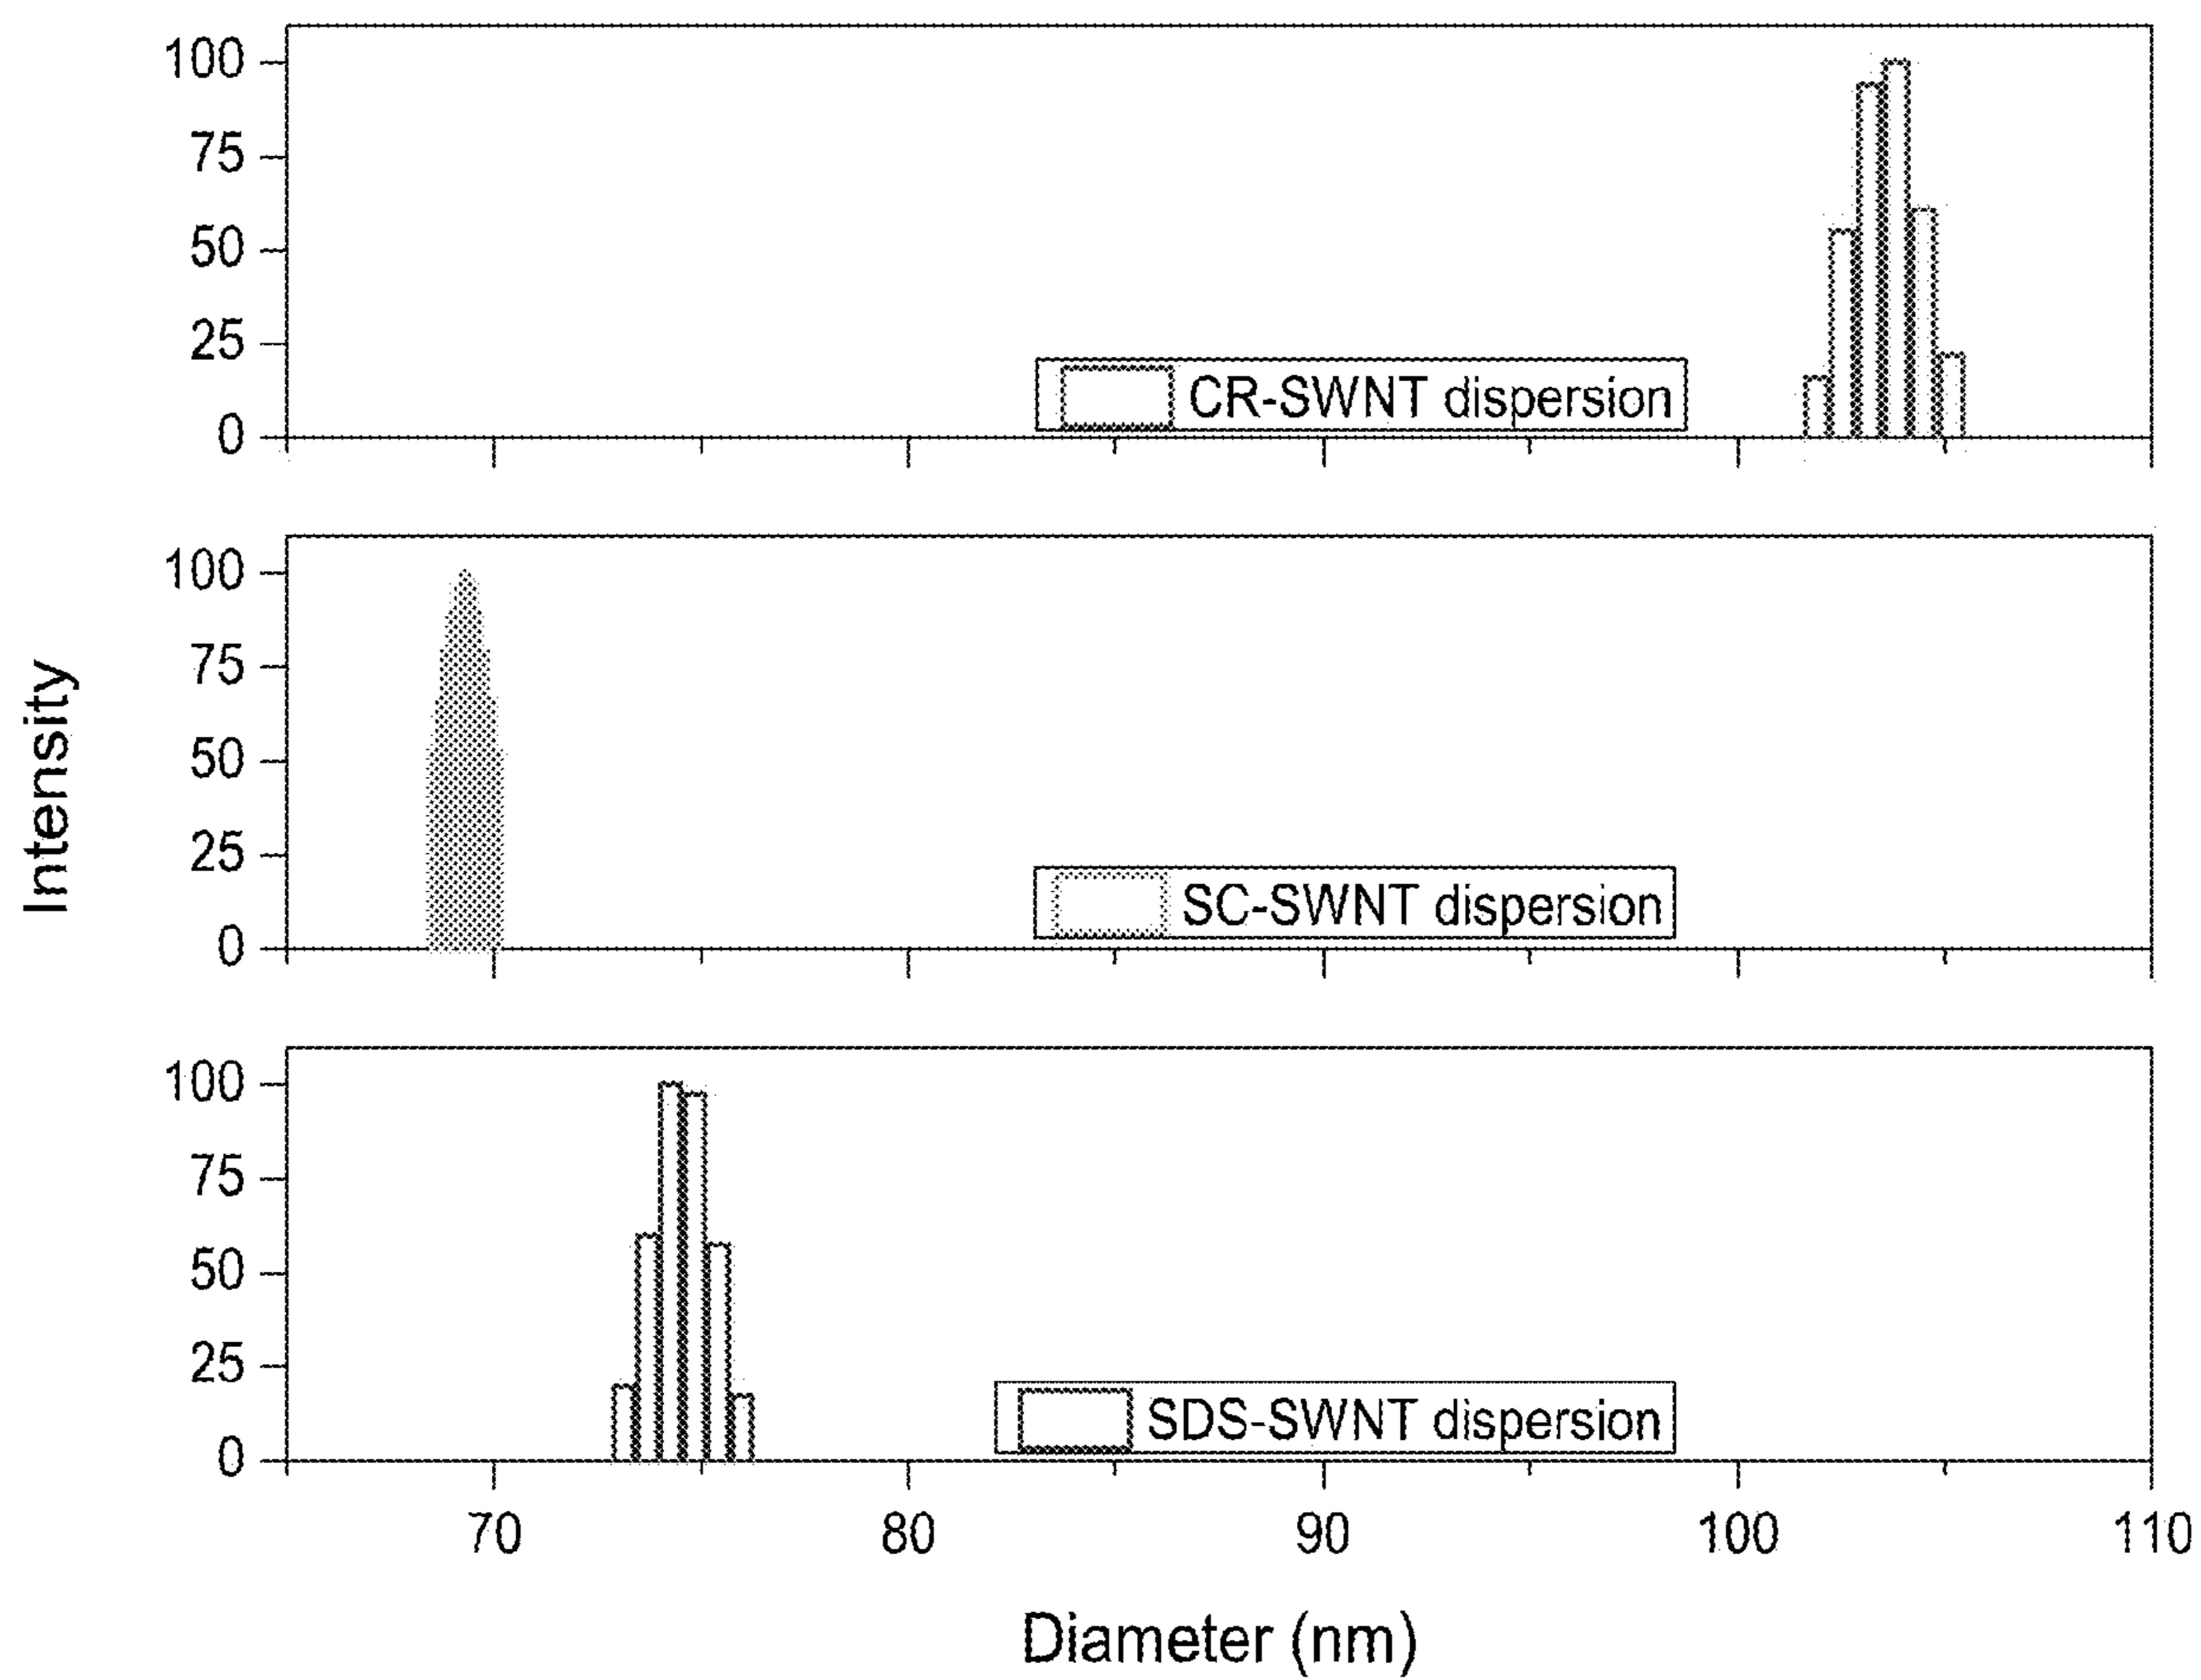 100
75
50
25
0
CR-SWNT dispersion
100
75
50
25
0
SC-SWNT dispersion
Intensity
100
75
50
25
0
SDS-SWNT dispersion
70 80 90 100 110
Diameter (nm)